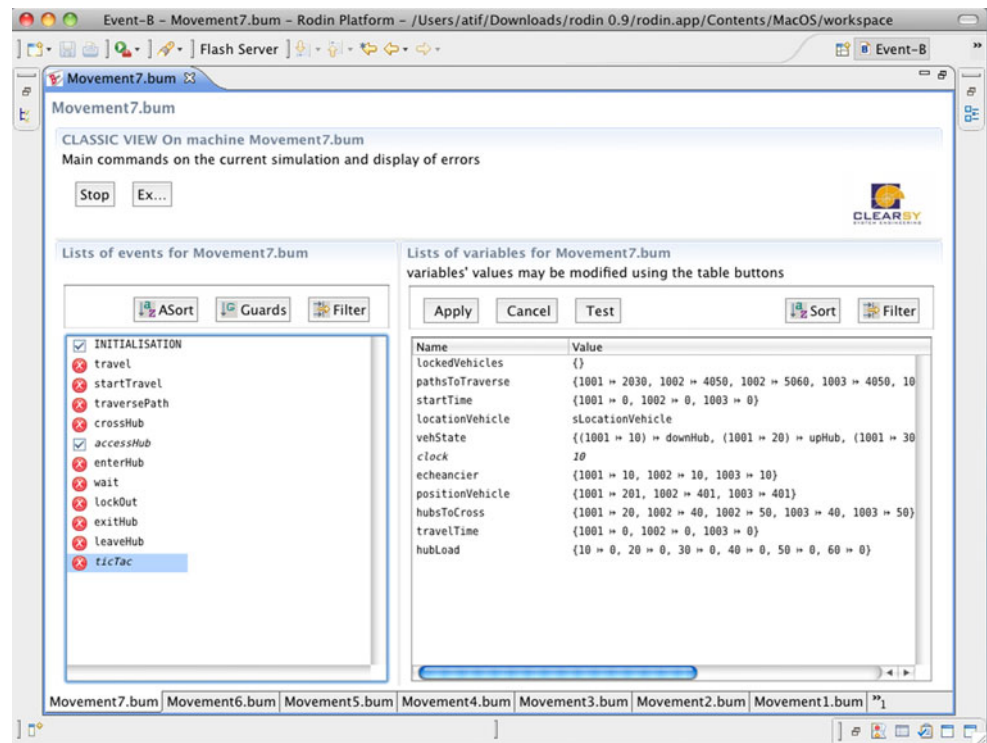 Event-B – Movement7.bum – Rodin Platform – /Users/atif/Downloads/rodin 0.9/rodin.app/Contents/MacOS/workspace
Flash Server
Event-B
Movement7.bum
Movement7.bum
CLASSIC VIEW On machine Movement7.bum
Main commands on the current simulation and display of errors
Stop Ex...
CLEARSY
SYSTEM ENGINEERING
Lists of events for Movement7.bum
ASort Guards Filter
INITIALISATION
travel
startTravel
traversePath
crossHub
accessHub
enterHub
wait
lockOut
exitHub
leaveHub
ticTac
Lists of variables for Movement7.bum
variables' values may be modified using the table buttons
Apply Cancel Test Sort Filter
Name Value
lockedVehicles {}
pathsToTraverse {1001 ↦ 2030, 1002 ↦ 4050, 1002 ↦ 5060, 1003 ↦ 4050, 10
startTime {1001 ↦ 0, 1002 ↦ 0, 1003 ↦ 0}
locationVehicle sLocationVehicle
vehState {(1001 ↦ 10) ↦ downHub, (1001 ↦ 20) ↦ upHub, (1001 ↦ 30
clock 10
echeancier {1001 ↦ 10, 1002 ↦ 10, 1003 ↦ 10}
positionVehicle {1001 ↦ 201, 1002 ↦ 401, 1003 ↦ 401}
hubsToCross {1001 ↦ 20, 1002 ↦ 40, 1002 ↦ 50, 1003 ↦ 40, 1003 ↦ 50}
travelTime {1001 ↦ 0, 1002 ↦ 0, 1003 ↦ 0}
hubLoad {10 ↦ 0, 20 ↦ 0, 30 ↦ 0, 40 ↦ 0, 50 ↦ 0, 60 ↦ 0}
Movement7.bum Movement6.bum Movement5.bum Movement4.bum Movement3.bum Movement2.bum Movement1.bum »1